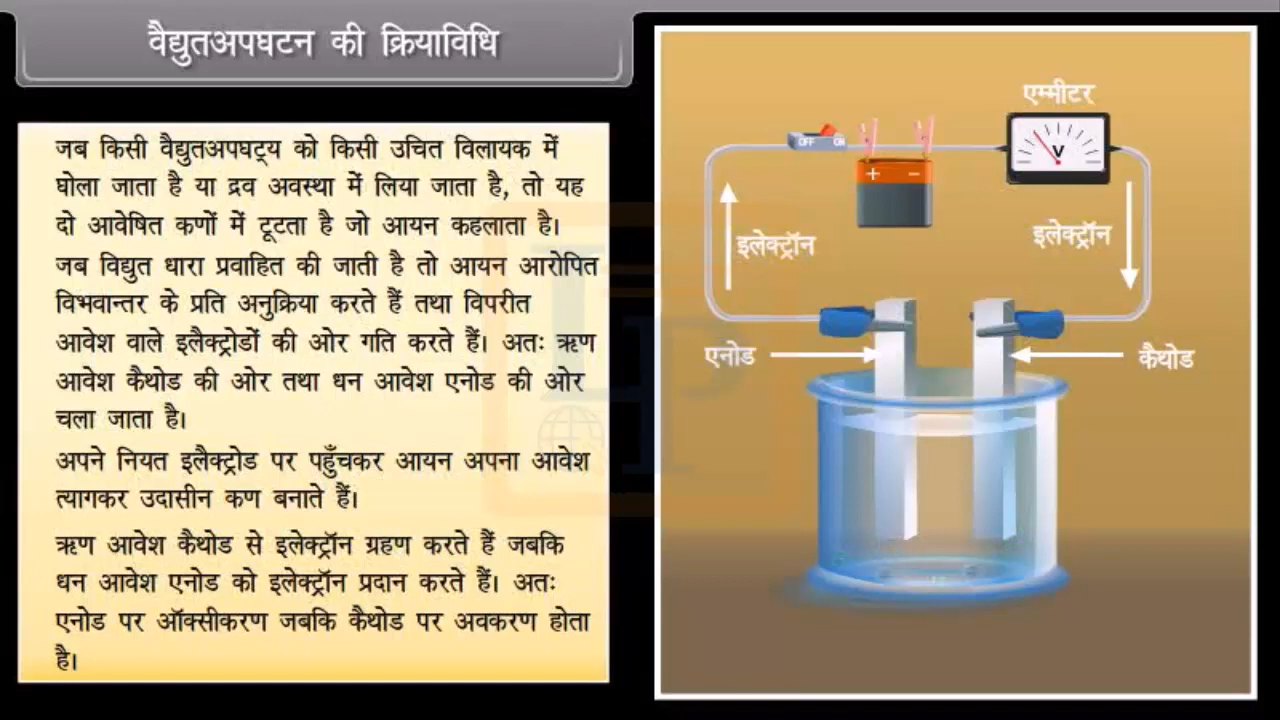 वैद्युतअपघटन की क्रियाविधि
जब किसी वैद्युतअपघट्य को किसी उचित विलायक में
घोला जाता है या द्रव अवस्था में लिया जाता है, तो यह
दो आवेषित कणों में टूटता है जो आयन कहलाता है।
जब विद्युत धारा प्रवाहित की जाती है तो आयन आरोपित
विभवान्तर के प्रति अनुक्रिया करते हैं तथा विपरीत
आवेश वाले इलैक्ट्रोडों की ओर गति करते हैं। अतः ऋण
आवेश कैथोड की ओर तथा धन आवेश एनोड की ओर
चला जाता है।
अपने नियत इलैक्ट्रोड पर पहुँचकर आयन अपना आवेश
त्यागकर उदासीन कण बनाते हैं।
ऋण आवेश कैथोड से इलेक्ट्रॉन ग्रहण करते हैं जबकि
धन आवेश एनोड को इलेक्ट्रॉन प्रदान करते हैं। अतः
एनोड पर ऑक्सीकरण जबकि कैथोड पर अवकरण होता
है।
एम्मीटर
OFF ON
V
+ −
इलेक्ट्रॉन
इलेक्ट्रॉन
एनोड
कैथोड